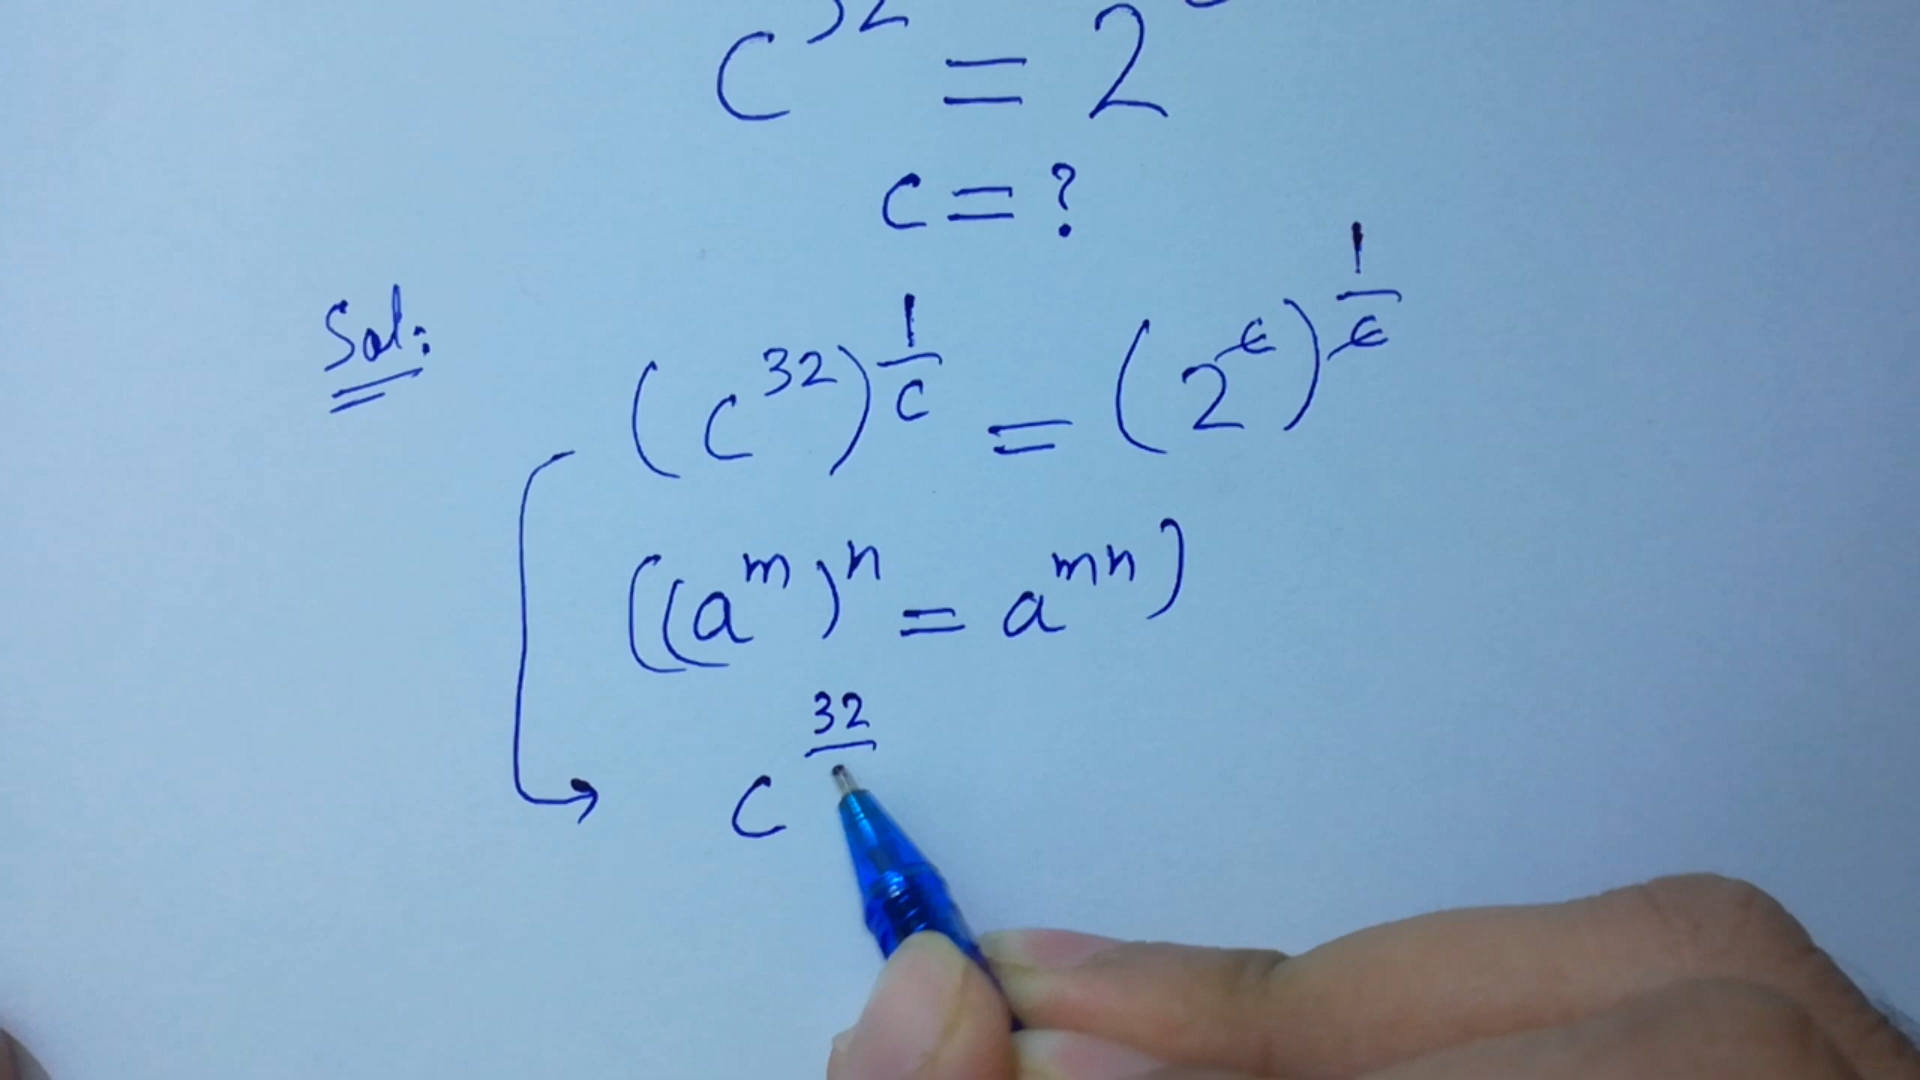 c^32 = 2^c
c = ?
Sol:
(c^32)^(1/c) = (2^c)^(1/c)
((a^m)^n = a^mn)
c^32/